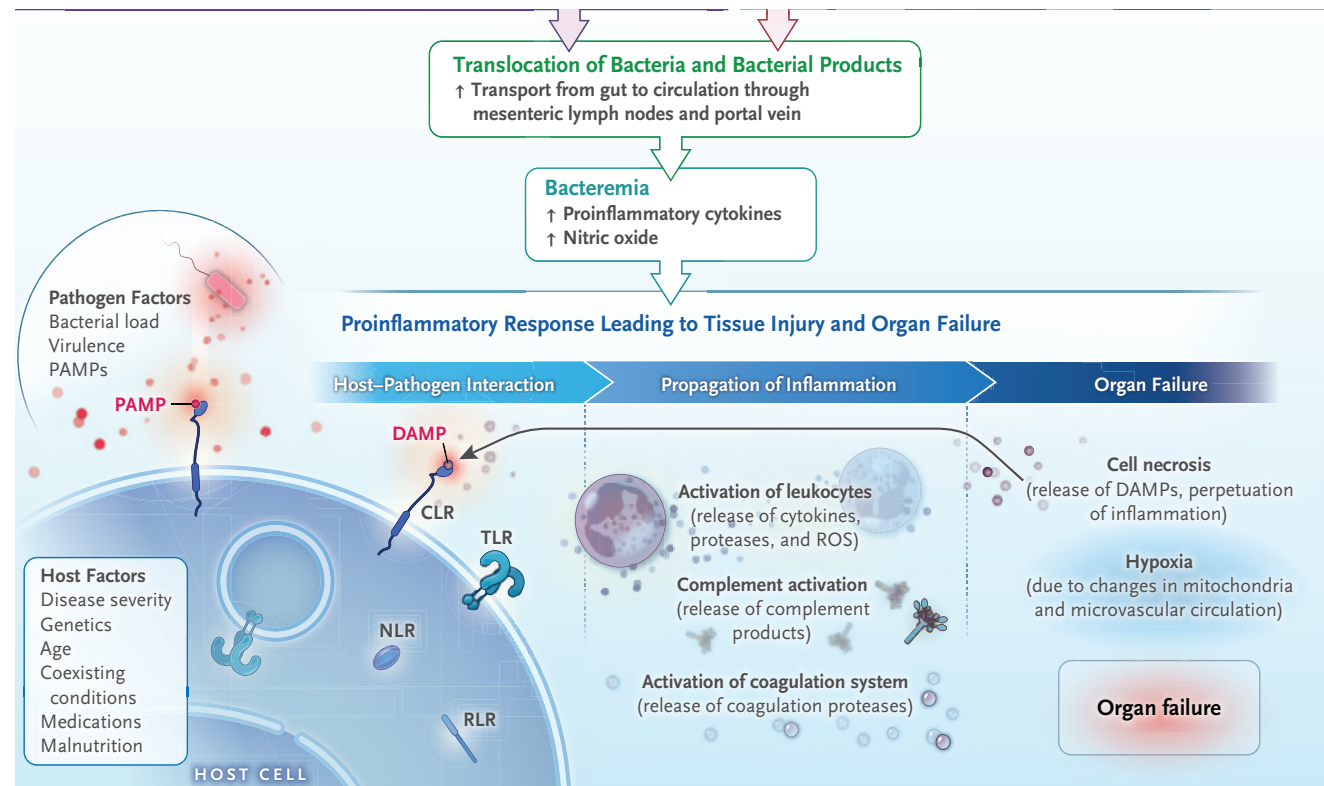 Translocation of Bacteria and Bacterial Products
↑ Transport from gut to circulation through
mesenteric lymph nodes and portal vein
Bacteremia
↑ Proinflammatory cytokines
↑ Nitric oxide
Proinflammatory Response Leading to Tissue Injury and Organ Failure
Host–Pathogen Interaction
Propagation of Inflammation
Organ Failure
Pathogen Factors
Bacterial load
Virulence
PAMPs
PAMP
DAMP
CLR
TLR
NLR
RLR
Host Factors
Disease severity
Genetics
Age
Coexisting
conditions
Medications
Malnutrition
HOST CELL
Activation of leukocytes
(release of cytokines,
proteases, and ROS)
Complement activation
(release of complement
products)
Activation of coagulation system
(release of coagulation proteases)
Cell necrosis
(release of DAMPs, perpetuation
of inflammation)
Hypoxia
(due to changes in mitochondria
and microvascular circulation)
Organ failure